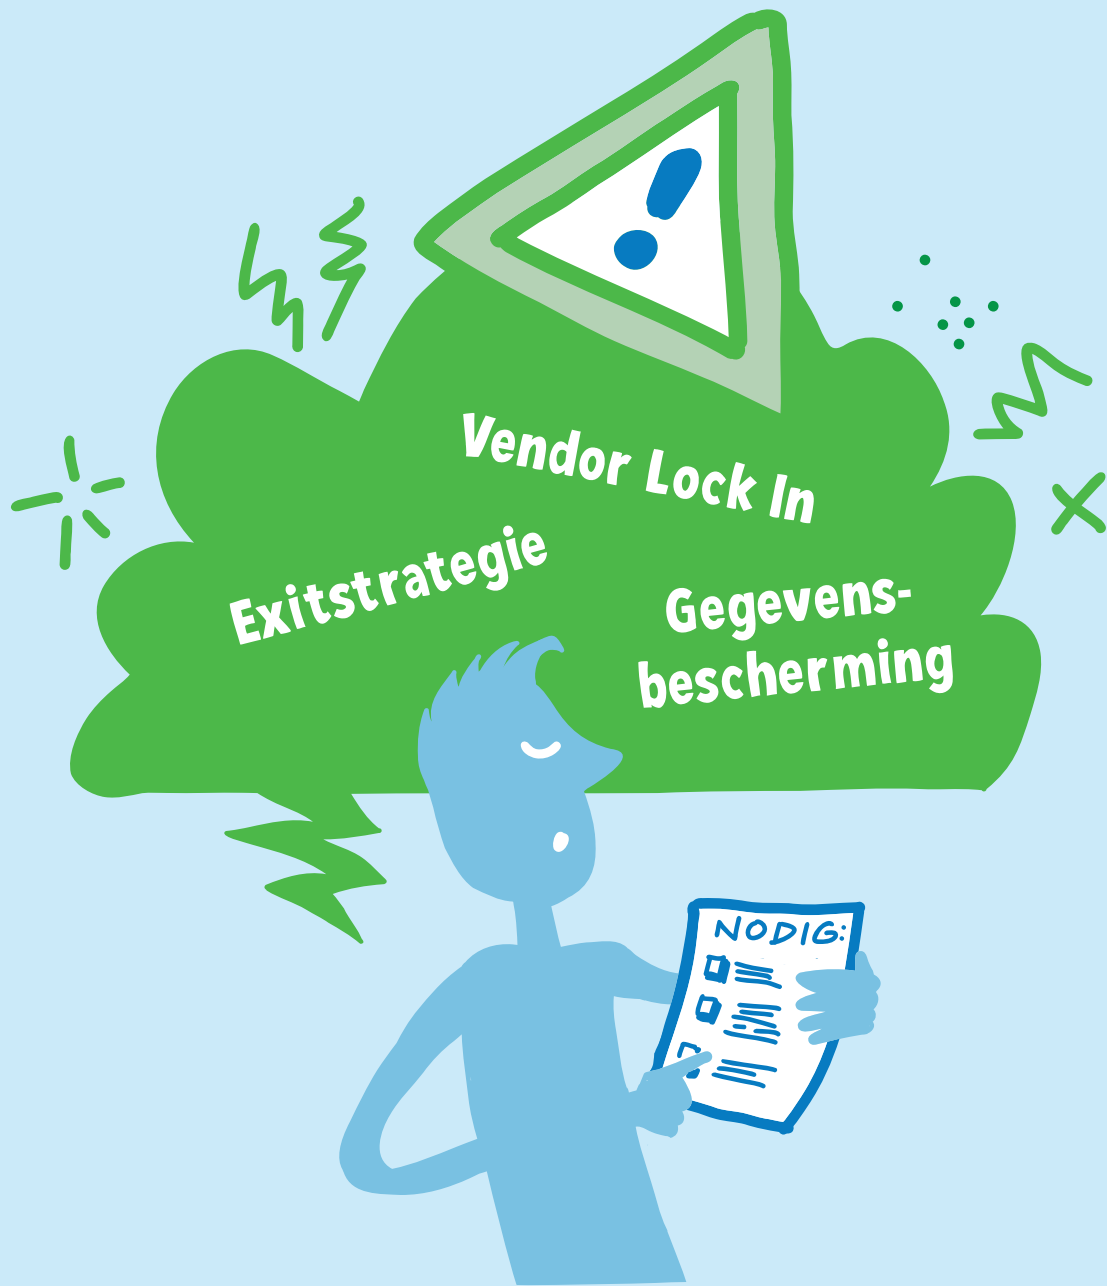 Vendor Lock In
Exitstrategie
Gegevens-
bescherming
NODIG: